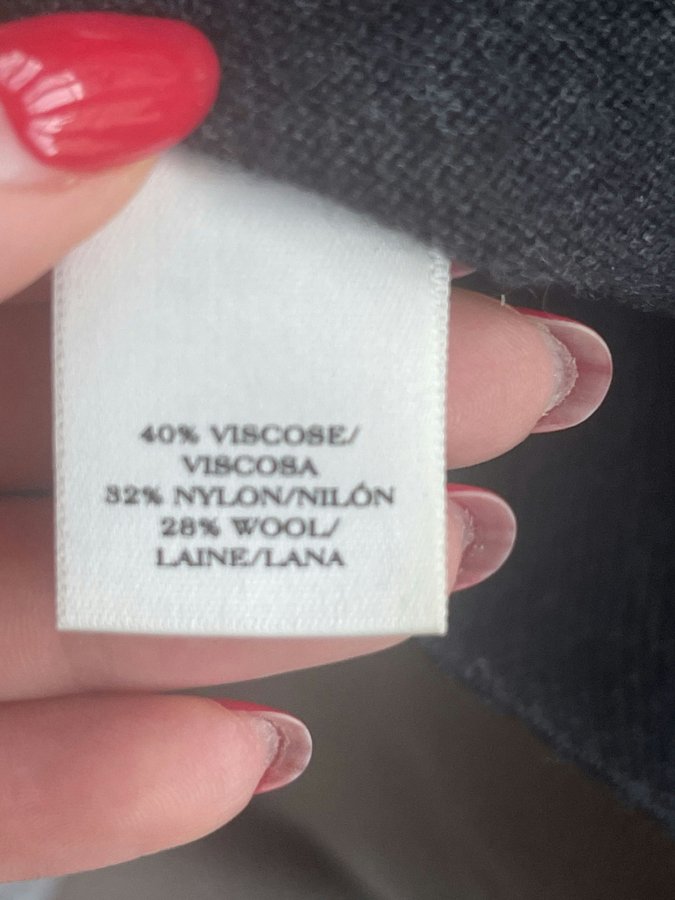 40% VISCOSE/
VISCOSA
32% NYLON/NILÓN
28% WOOL/
LAINE/LANA